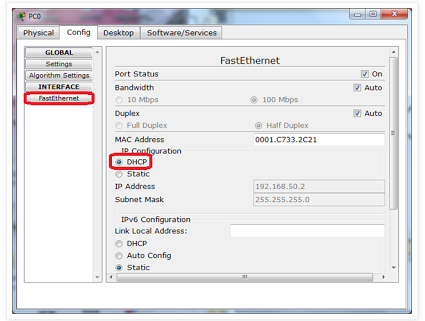 PC0
Physical Config Desktop Software/Services
GLOBAL
Settings
Algorithm Settings
INTERFACE
FastEthernet
FastEthernet
Port Status On
Bandwidth Auto
10 Mbps 100 Mbps
Duplex Auto
Full Duplex Half Duplex
MAC Address 0001.C733.2C21
IP Configuration
DHCP
Static
IP Address 192.168.50.2
Subnet Mask 255.255.255.0
IPv6 Configuration
Link Local Address:
DHCP
Auto Config
Static